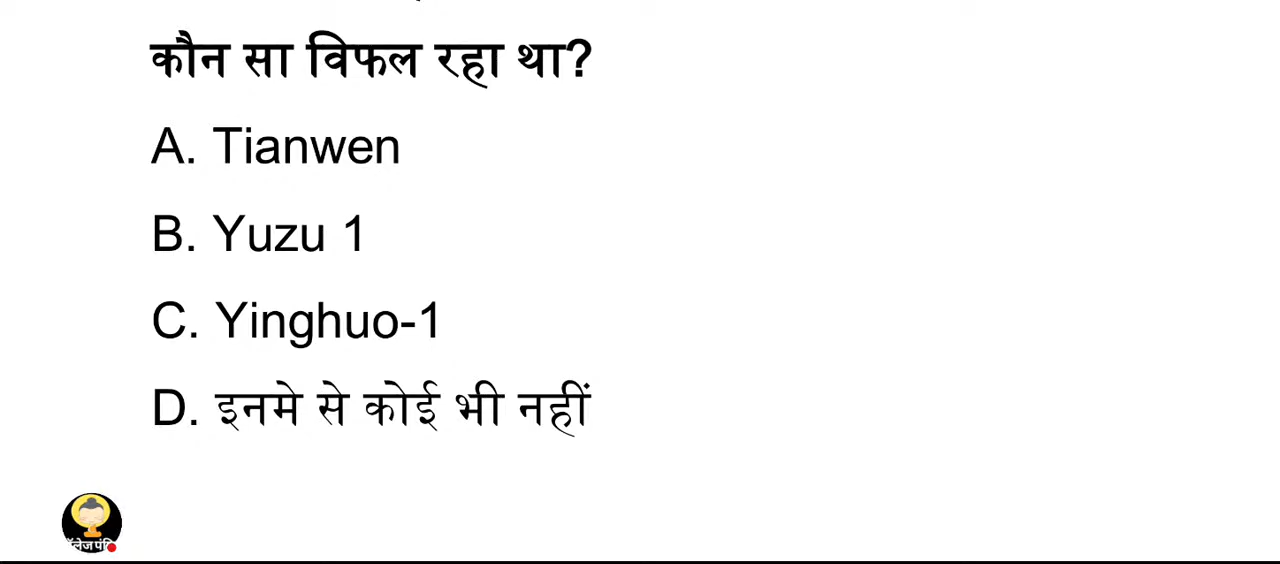 कौन सा विफल रहा था?
A. Tianwen
B. Yuzu 1
C. Yinghuo-1
D. इनमे से कोई भी नहीं